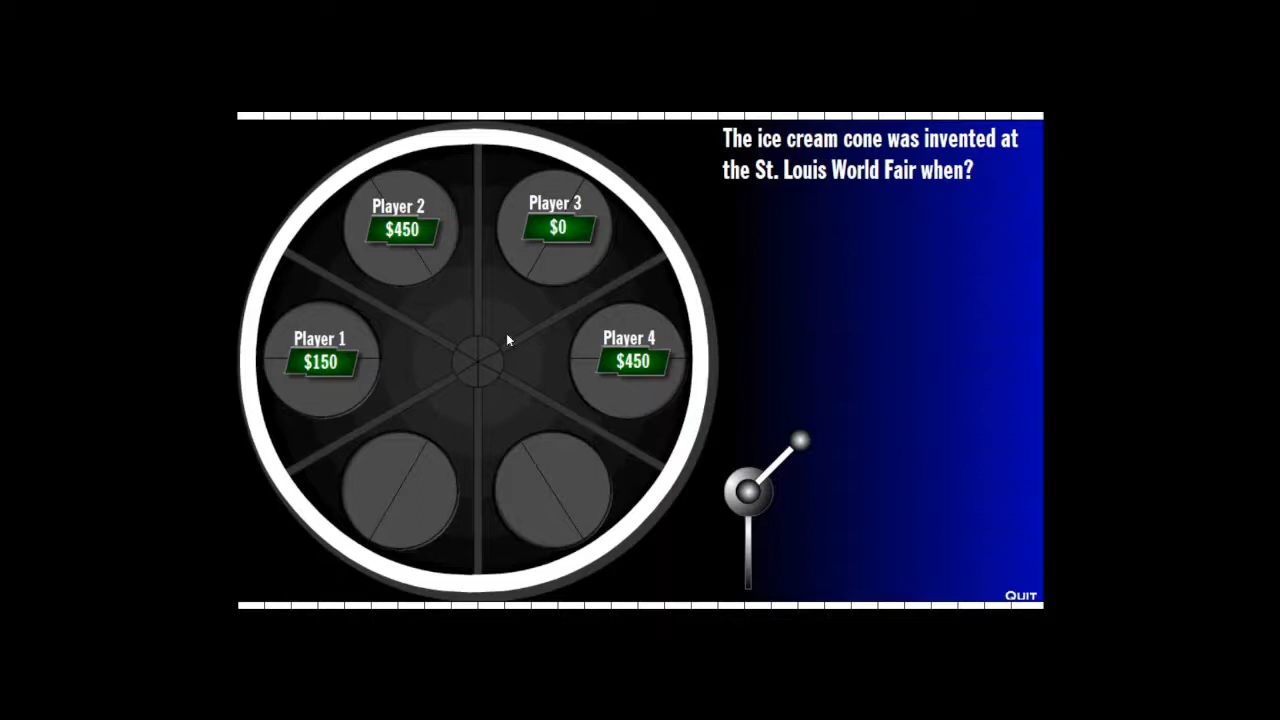 The ice cream cone was invented at
the St. Louis World Fair when?
Player 2
$450
Player 3
$0
Player 1
$150
Player 4
$450
QUIT